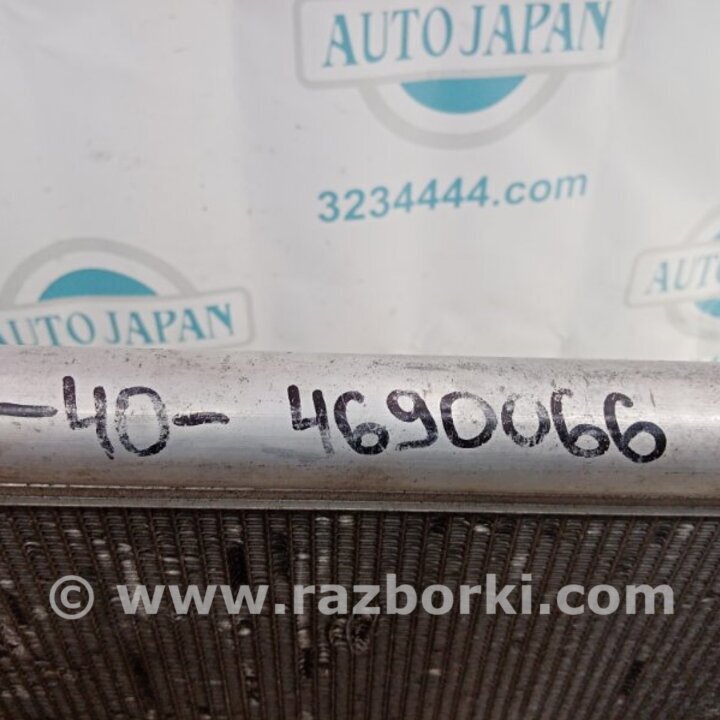 AUTO JAPAN
3234444.com
AUTO JAPAN
AUTO
-40- 4690066
© www.razborki.com